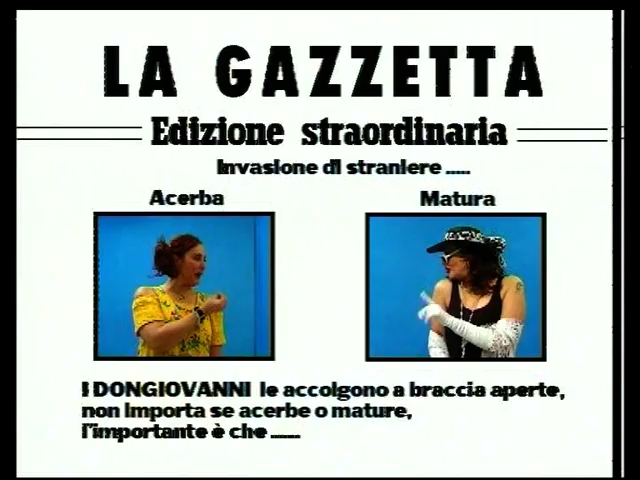 LA GAZZETTA
Edizione straordinaria
Invasione di straniere .....
Acerba
Matura
I DONGIOVANNI le accolgono a braccia aperte,
non importa se acerbe o mature,
l'importante è che ......